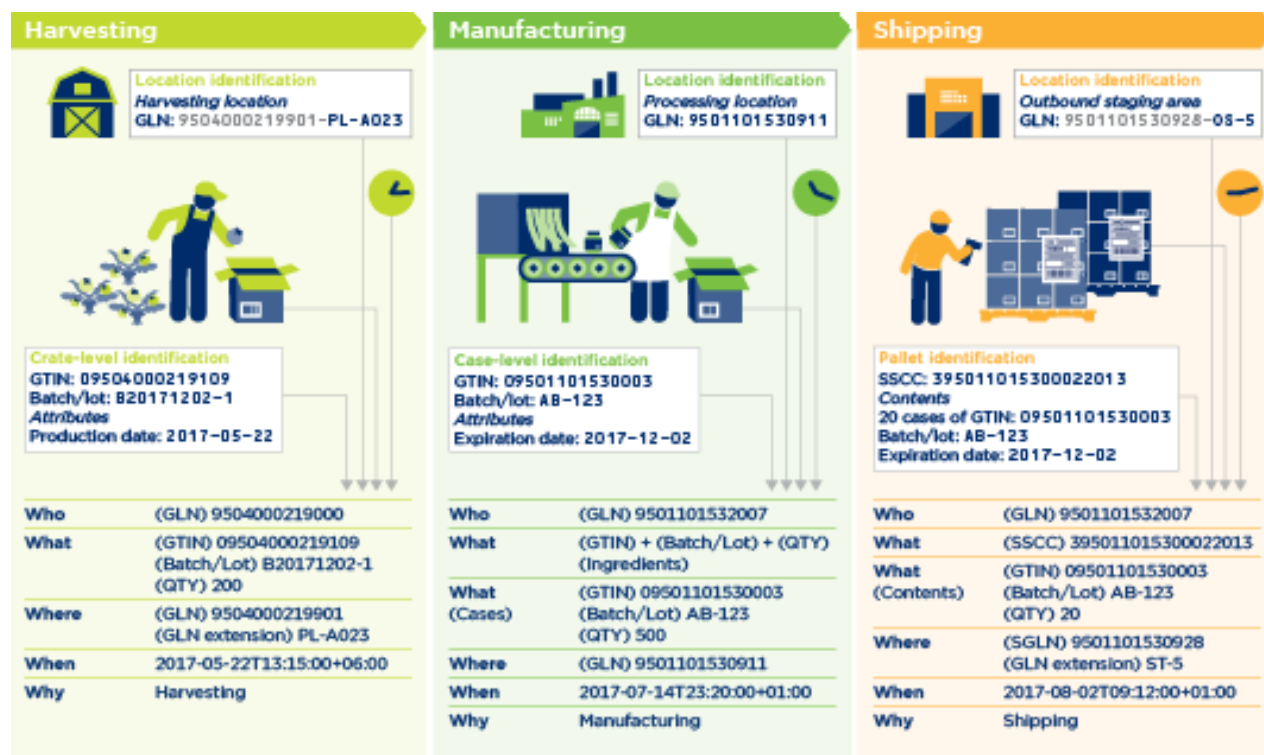 Harvesting
Location identification
Harvesting location
GLN: 9504000219901-PL-A023
Crate-level identification
GTIN: 09504000219109
Batch/lot: B20171202-1
Attributes
Production date: 2017-05-22
Who (GLN) 9504000219000
What (GTIN) 09504000219109
(Batch/Lot) B20171202-1
(QTY) 200
Where (GLN) 9504000219901
(GLN extension) PL-A023
When 2017-05-22T13:15:00+06:00
Why Harvesting
Manufacturing
Location identification
Processing location
GLN: 9501101530911
Case-level identification
GTIN: 09501101530003
Batch/lot: AB-123
Attributes
Expiration date: 2017-12-02
Who (GLN) 9501101532007
What (GTIN) + (Batch/Lot) + (QTY)
(Ingredients)
What (GTIN) 09501101530003
(Cases) (Batch/Lot) AB-123
(QTY) 500
Where (GLN) 9501101530911
When 2017-07-14T23:20:00+01:00
Why Manufacturing
Shipping
Location identification
Outbound staging area
GLN: 9501101530928-OS-5
Pallet identification
SSCC: 395011015300022013
Contents
20 cases of GTIN: 09501101530003
Batch/lot: AB-123
Expiration date: 2017-12-02
Who (GLN) 9501101532007
What (SSCC) 395011015300022013
What (GTIN) 09501101530003
(Contents) (Batch/Lot) AB-123
(QTY) 20
Where (SGLN) 9501101530928
(GLN extension) ST-5
When 2017-08-02T09:12:00+01:00
Why Shipping